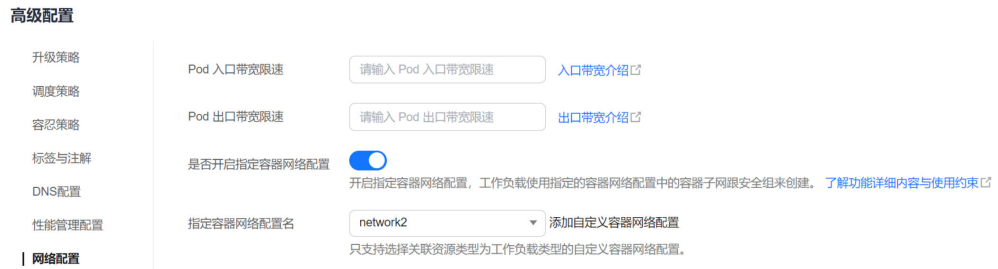 高级配置
升级策略
调度策略
容忍策略
标签与注解
DNS配置
性能管理配置
网络配置
Pod 入口带宽限速 请输入 Pod 入口带宽限速 入口带宽介绍
Pod 出口带宽限速 请输入 Pod 出口带宽限速 出口带宽介绍
是否开启指定容器网络配置
开启指定容器网络配置，工作负载使用指定的容器网络配置中的容器子网跟安全组来创建。 了解功能详细内容与使用约束
指定容器网络配置名 network2 添加自定义容器网络配置
只支持选择关联资源类型为工作负载类型的自定义容器网络配置。